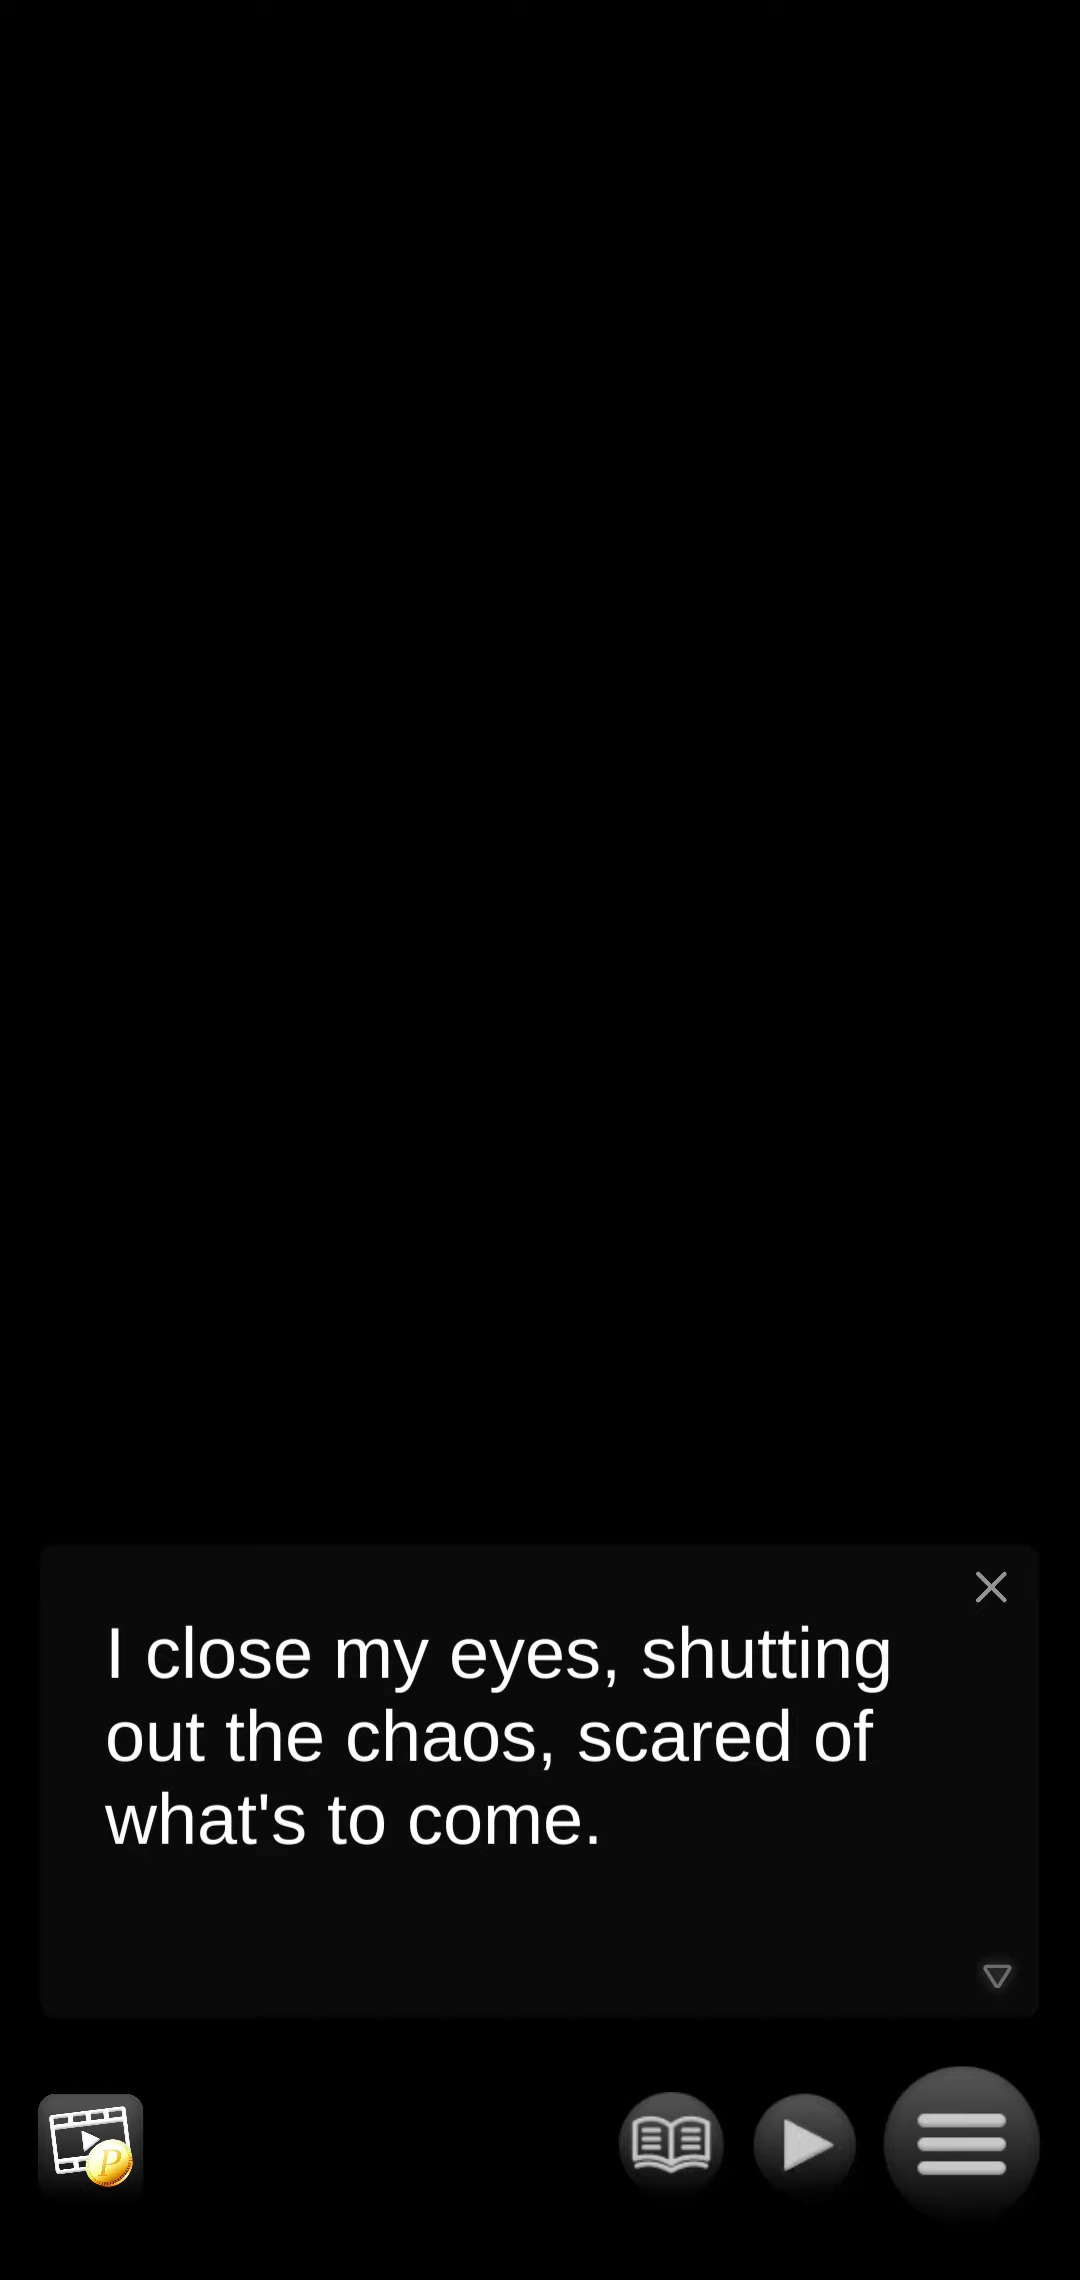 I close my eyes, shutting
out the chaos, scared of
what's to come.
P